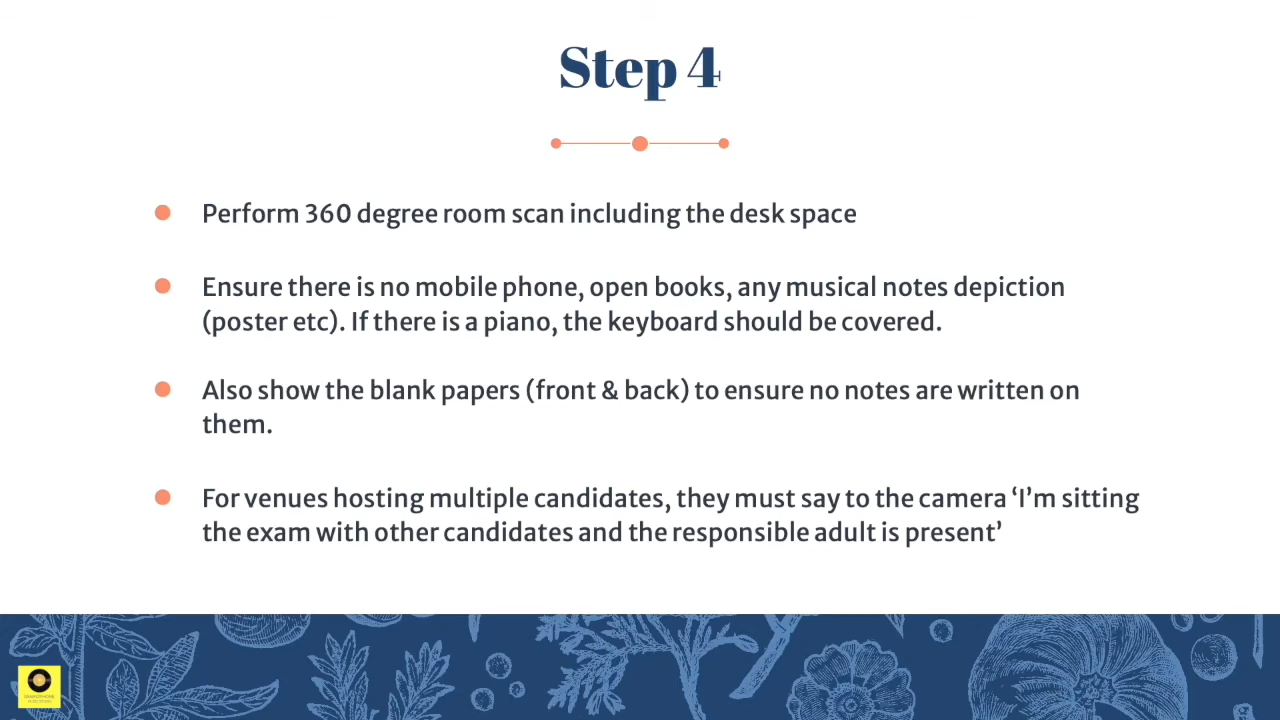 Step 4
Perform 360 degree room scan including the desk space
Ensure there is no mobile phone, open books, any musical notes depiction
(poster etc). If there is a piano, the keyboard should be covered.
Also show the blank papers (front & back) to ensure no notes are written on
them.
For venues hosting multiple candidates, they must say to the camera ‘I’m sitting
the exam with other candidates and the responsible adult is present’